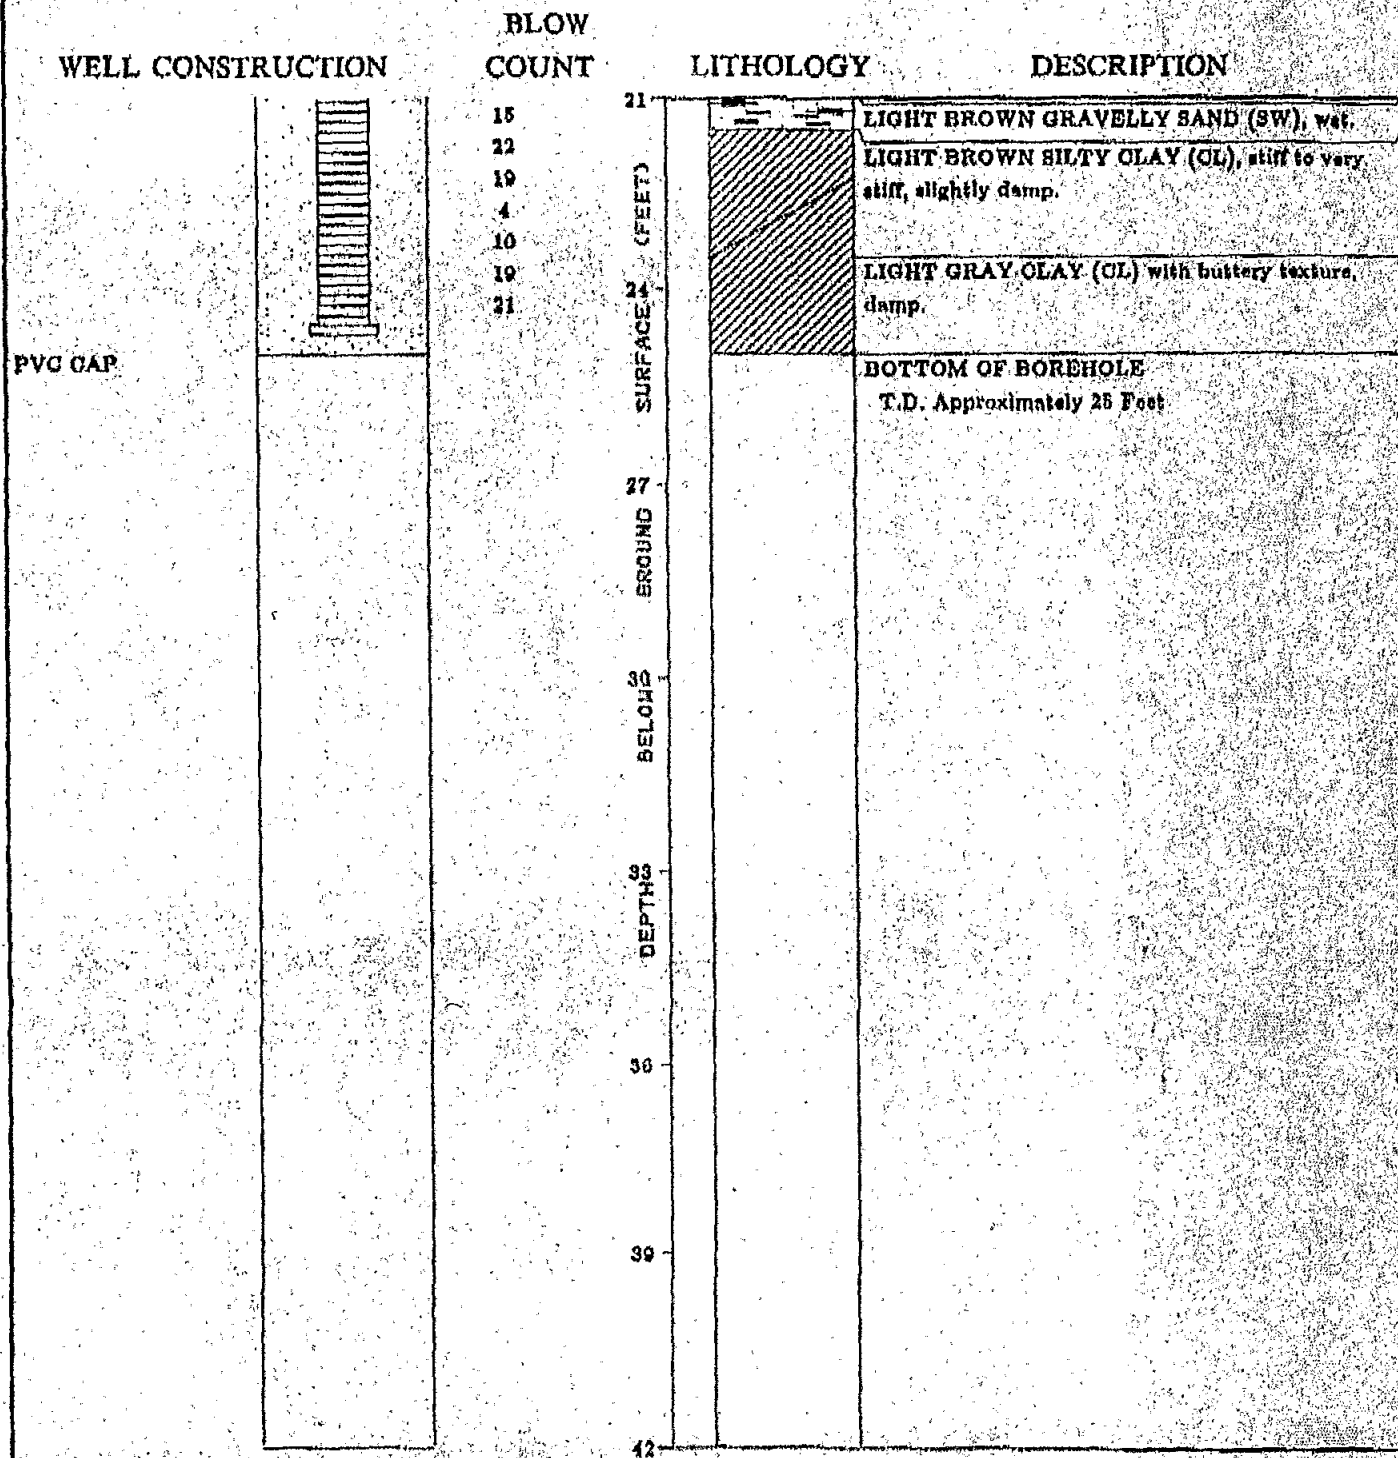 BLOW
WELL CONSTRUCTION COUNT LITHOLOGY DESCRIPTION
15
22
19
4
10
19
21
PVC CAP
DEPTH BELOW GROUND SURFACE (FEET)
21
24
27
30
33
36
39
42
LIGHT BROWN GRAVELLY SAND (SW), wet.
LIGHT BROWN SILTY CLAY (CL), stiff to very
stiff, slightly damp.
LIGHT GRAY CLAY (CL) with buttery texture,
damp.
BOTTOM OF BOREHOLE
T.D. Approximately 25 Feet